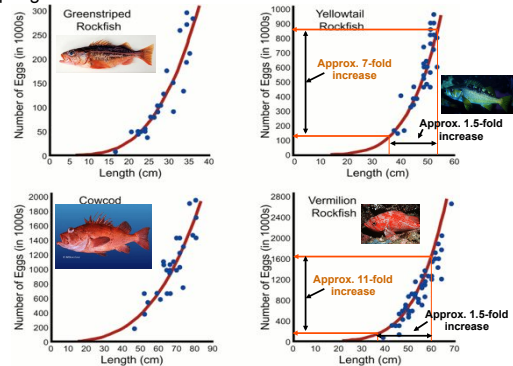 Greenstriped
Rockfish
Number of Eggs (in 1000s)
300
250
200
150
100
50
0
0 5 10 15 20 25 30 35 40
Length (cm)
Yellowtail
Rockfish
Number of Eggs (in 1000s)
1000
900
800
700
600
500
400
300
200
100
0
Approx. 7-fold
increase
Approx. 1.5-fold
increase
0 10 20 30 40 50 60
Length (cm)
Cowcod
Number of Eggs (in 1000s)
2000
1800
1600
1400
1200
1000
800
600
400
200
0
0 10 20 30 40 50 60 70 80 90
Length (cm)
Vermilion
Rockfish
Number of Eggs (in 1000s)
2800
2400
2000
1600
1200
800
400
0
Approx. 11-fold
increase
Approx. 1.5-fold
increase
0 10 20 30 40 50 60 70
Length (cm)